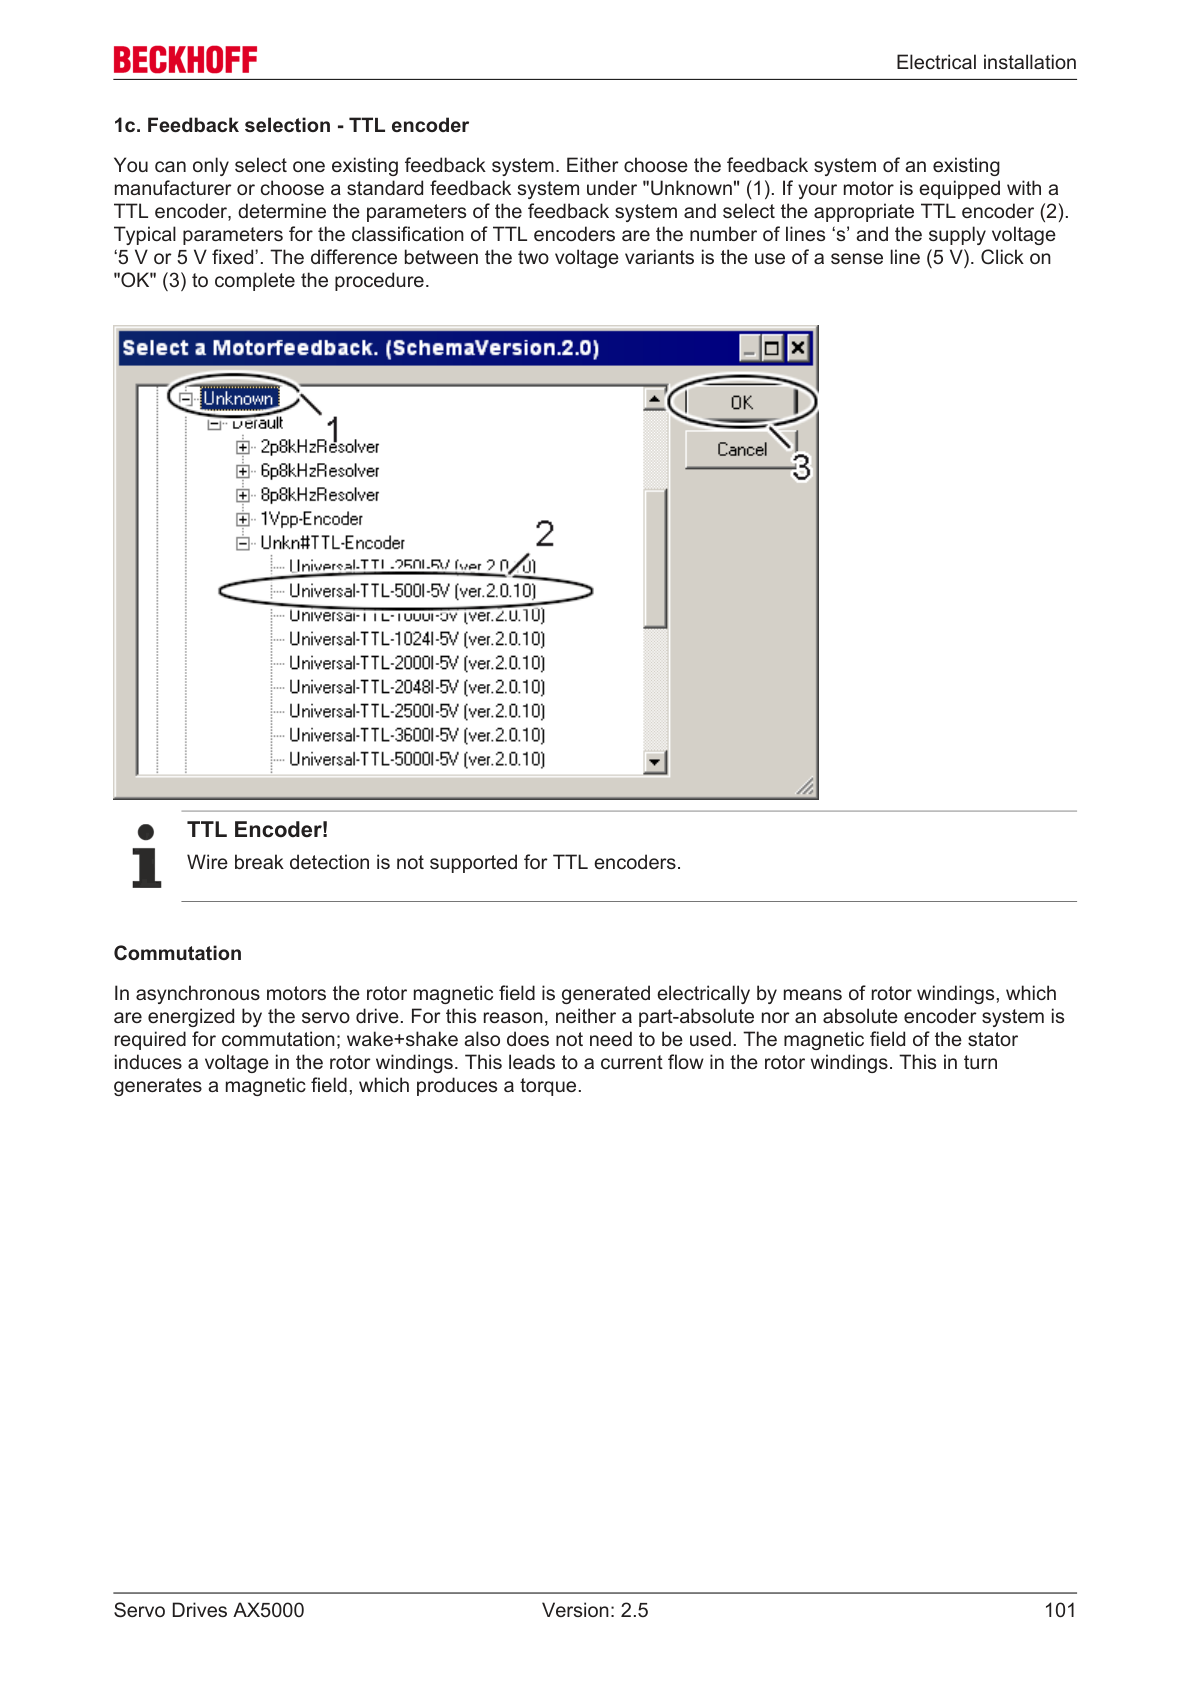 BECKHOFF
Electrical installation
1c. Feedback selection - TTL encoder
You can only select one existing feedback system. Either choose the feedback system of an existing
manufacturer or choose a standard feedback system under "Unknown" (1). If your motor is equipped with a
TTL encoder, determine the parameters of the feedback system and select the appropriate TTL encoder (2).
Typical parameters for the classification of TTL encoders are the number of lines ‘s’ and the supply voltage
‘5 V or 5 V fixed’. The difference between the two voltage variants is the use of a sense line (5 V). Click on
"OK" (3) to complete the procedure.
Select a Motorfeedback. (SchemaVersion.2.0)
Unknown
OK
1
Default
2p8kHzResolver
Cancel
3
6p8kHzResolver
8p8kHzResolver
1Vpp-Encoder
2
Unkn#TTL-Encoder
Universal-TTL-250l-5V (ver.2.0.10)
Universal-TTL-500l-5V (ver.2.0.10)
Universal-TTL-1000l-5V (ver.2.0.10)
Universal-TTL-1024l-5V (ver.2.0.10)
Universal-TTL-2000l-5V (ver.2.0.10)
Universal-TTL-2048l-5V (ver.2.0.10)
Universal-TTL-2500l-5V (ver.2.0.10)
Universal-TTL-3600l-5V (ver.2.0.10)
Universal-TTL-5000l-5V (ver.2.0.10)
TTL Encoder!
Wire break detection is not supported for TTL encoders.
Commutation
In asynchronous motors the rotor magnetic field is generated electrically by means of rotor windings, which
are energized by the servo drive. For this reason, neither a part-absolute nor an absolute encoder system is
required for commutation; wake+shake also does not need to be used. The magnetic field of the stator
induces a voltage in the rotor windings. This leads to a current flow in the rotor windings. This in turn
generates a magnetic field, which produces a torque.
Servo Drives AX5000
Version: 2.5
101